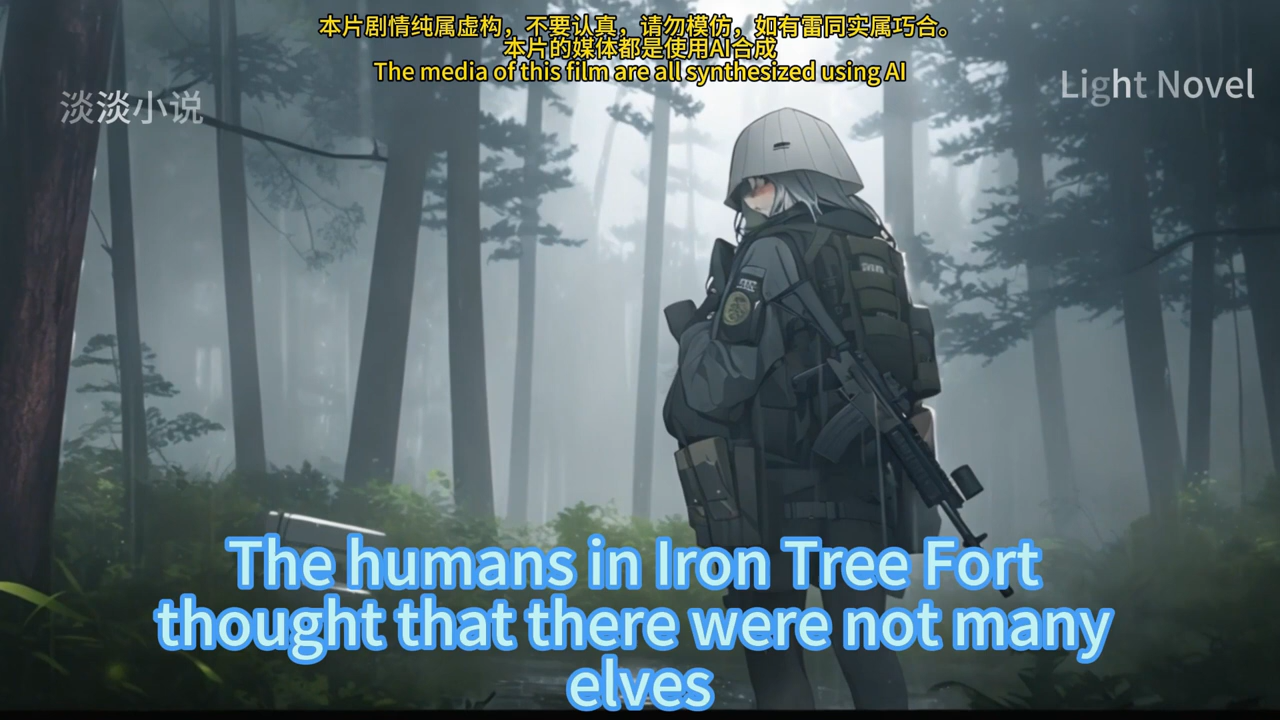 本片剧情纯属虚构，不要认真，请勿模仿，如有雷同实属巧合。
本片的媒体都是使用AI合成
The media of this film are all synthesized using AI
淡淡小说
Light Novel
The humans in Iron Tree Fort
thought that there were not many
elves